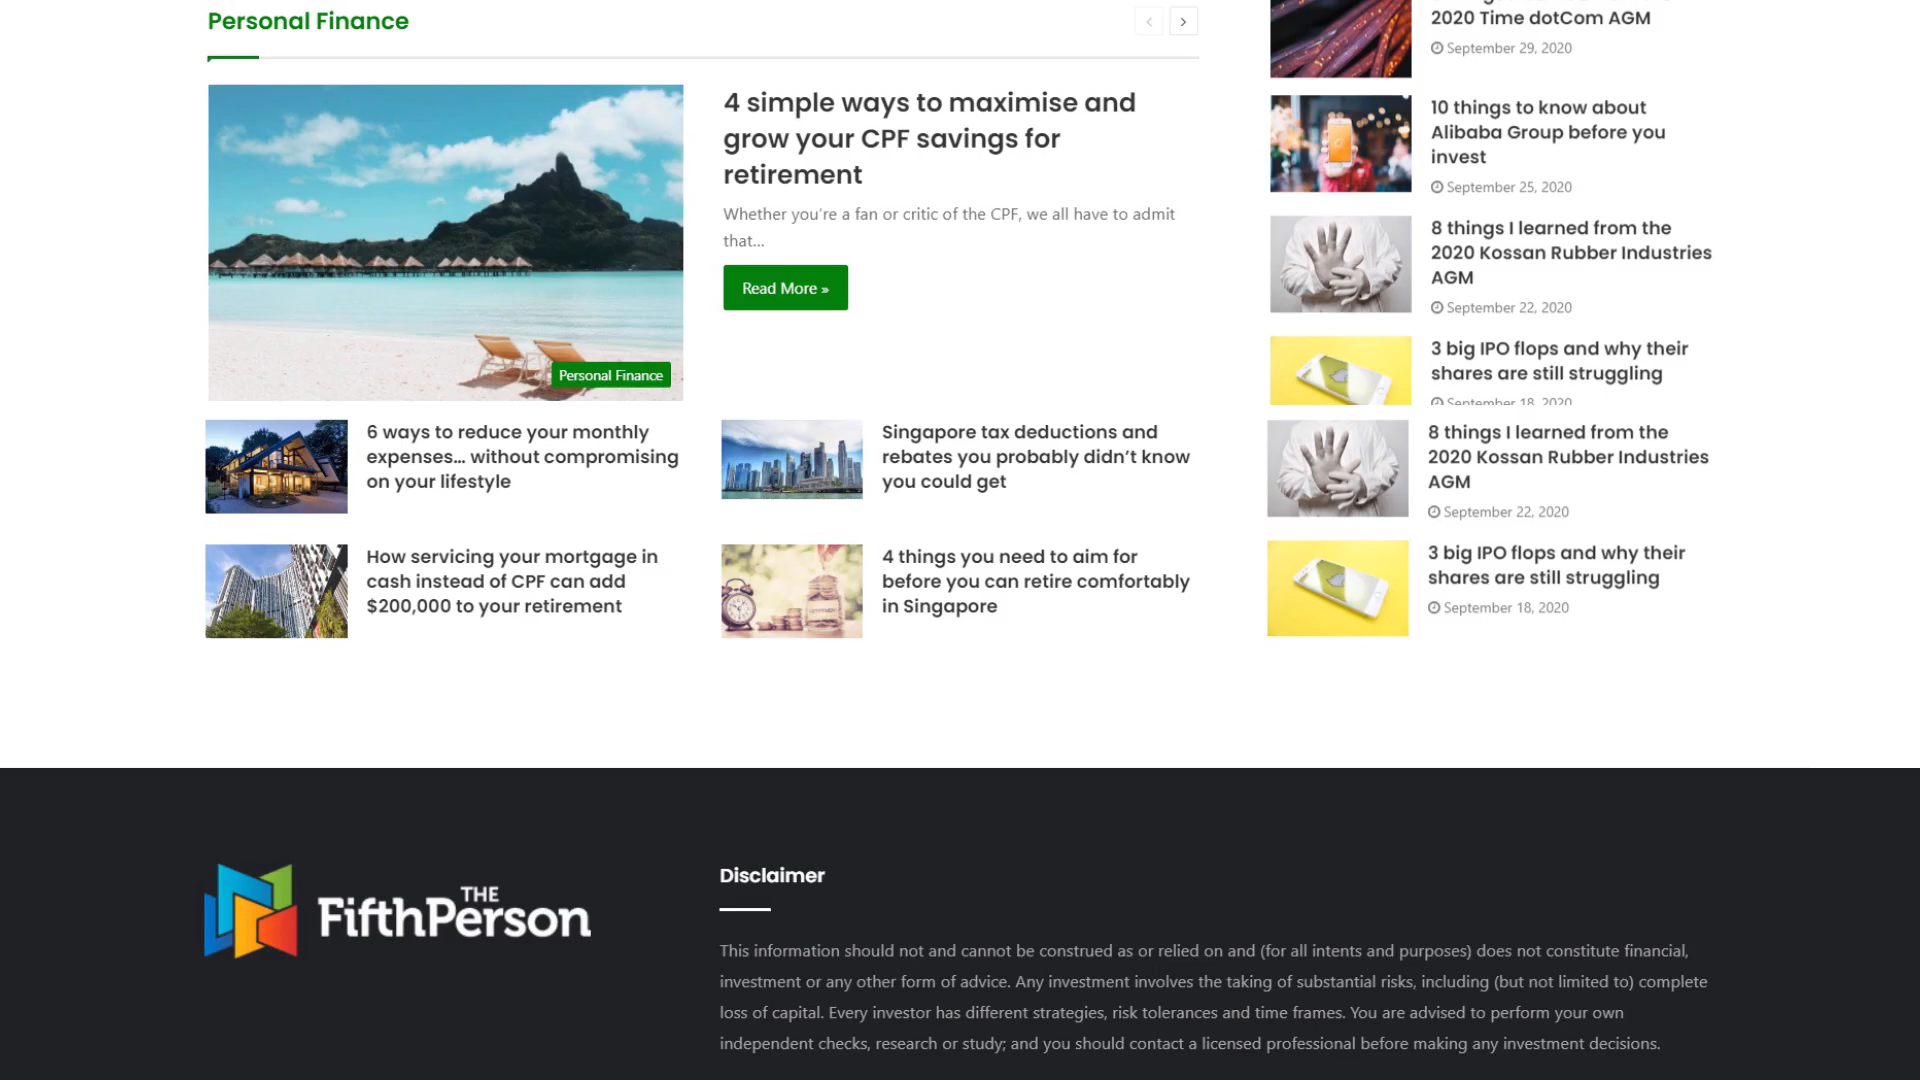 Personal Finance
4 simple ways to maximise and
grow your CPF savings for
retirement
Whether you're a fan or critic of the CPF, we all have to admit
that...
Read More »
Personal Finance
6 ways to reduce your monthly
expenses... without compromising
on your lifestyle
Singapore tax deductions and
rebates you probably didn't know
you could get
How servicing your mortgage in
cash instead of CPF can add
$200,000 to your retirement
4 things you need to aim for
before you can retire comfortably
in Singapore
2020 Time dotCom AGM
September 29, 2020
10 things to know about
Alibaba Group before you
invest
September 25, 2020
8 things I learned from the
2020 Kossan Rubber Industries
AGM
September 22, 2020
3 big IPO flops and why their
shares are still struggling
September 18, 2020
8 things I learned from the
2020 Kossan Rubber Industries
AGM
September 22, 2020
3 big IPO flops and why their
shares are still struggling
September 18, 2020
THE
FifthPerson
Disclaimer
This information should not and cannot be construed as or relied on and (for all intents and purposes) does not constitute financial,
investment or any other form of advice. Any investment involves the taking of substantial risks, including (but not limited to) complete
loss of capital. Every investor has different strategies, risk tolerances and time frames. You are advised to perform your own
independent checks, research or study; and you should contact a licensed professional before making any investment decisions.